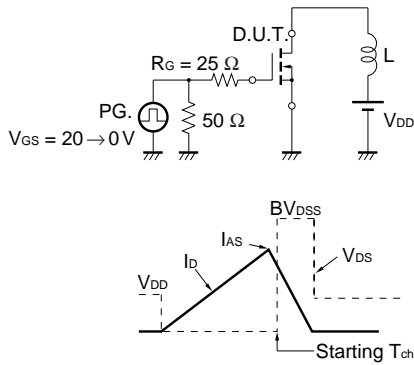 D.U.T.
RG = 25 Ω
L
PG.
50 Ω
VDD
VGS = 20 → 0 V
BVDSS
IAS
ID
VDS
VDD
Starting Tch